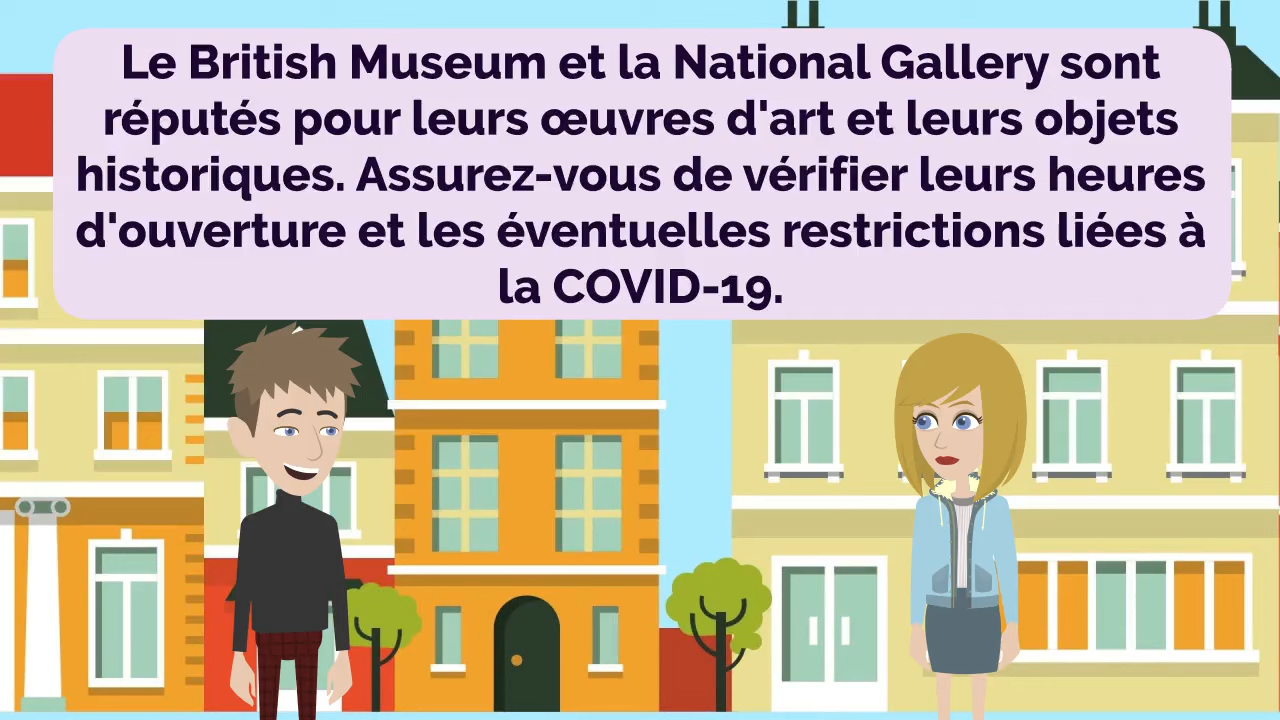 Le British Museum et la National Gallery sont
réputés pour leurs œuvres d'art et leurs objets
historiques. Assurez-vous de vérifier leurs heures
d'ouverture et les éventuelles restrictions liées à
la COVID-19.